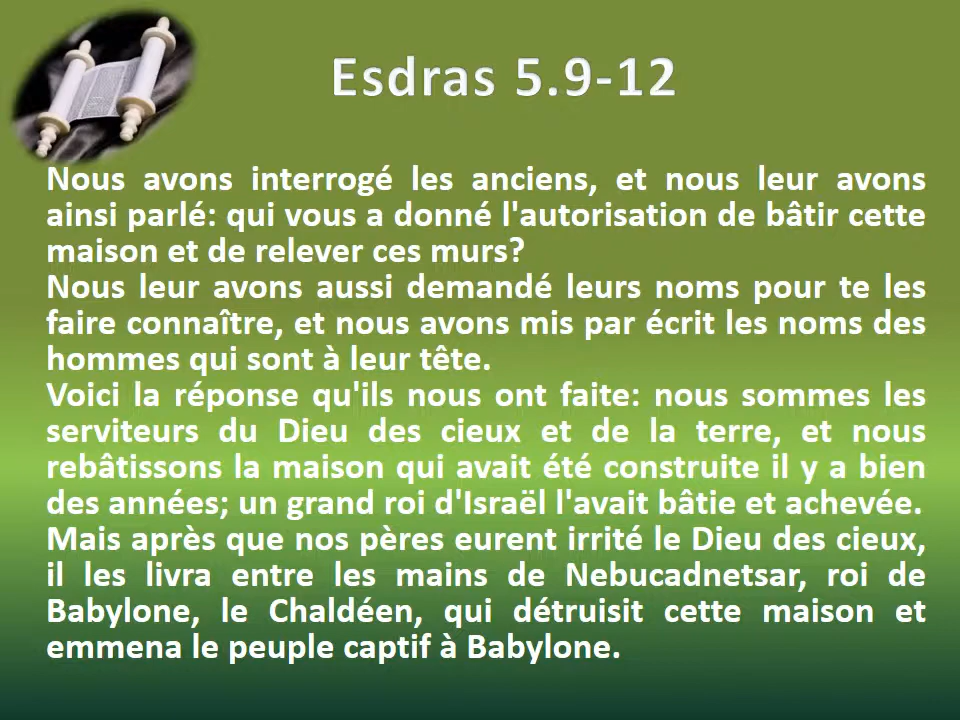 Esdras 5.9-12
Nous avons interrogé les anciens, et nous leur avons
ainsi parlé: qui vous a donné l'autorisation de bâtir cette
maison et de relever ces murs?
Nous leur avons aussi demandé leurs noms pour te les
faire connaître, et nous avons mis par écrit les noms des
hommes qui sont à leur tête.
Voici la réponse qu'ils nous ont faite: nous sommes les
serviteurs du Dieu des cieux et de la terre, et nous
rebâtissons la maison qui avait été construite il y a bien
des années; un grand roi d'Israël l'avait bâtie et achevée.
Mais après que nos pères eurent irrité le Dieu des cieux,
il les livra entre les mains de Nebucadnetsar, roi de
Babylone, le Chaldéen, qui détruisit cette maison et
emmena le peuple captif à Babylone.